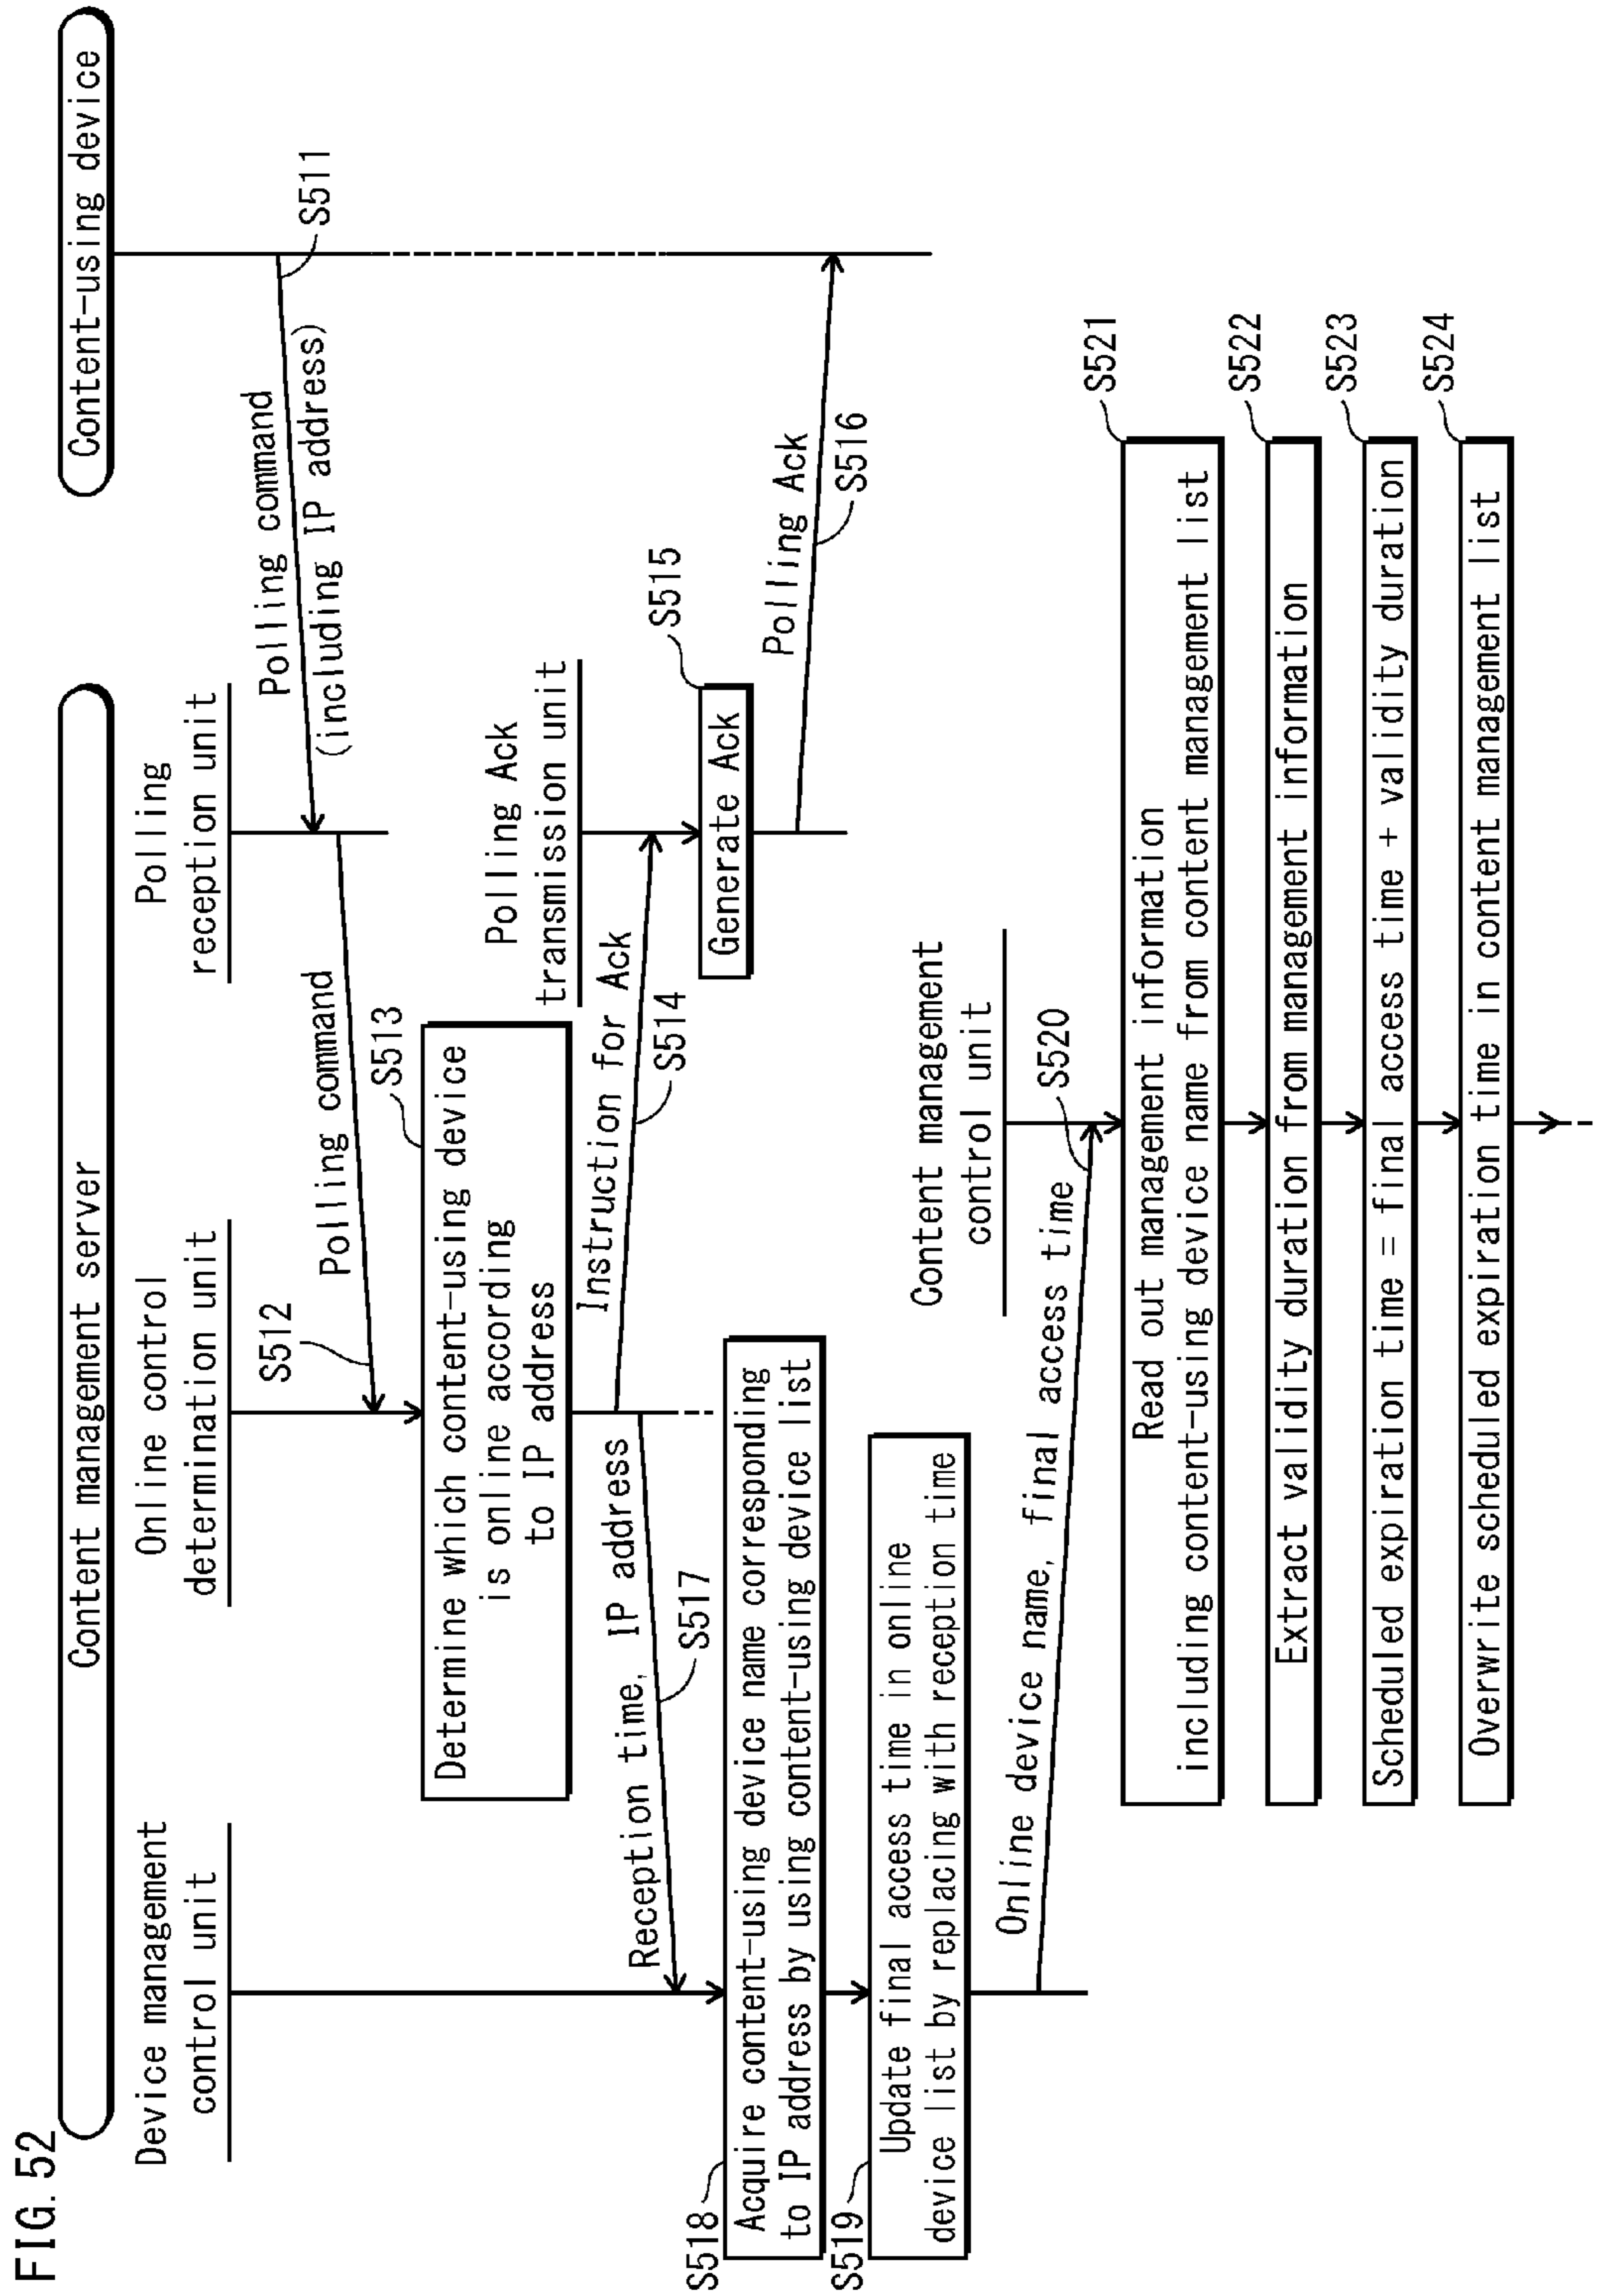 FIG. 52
Content management server
Content-using device
Device management
control unit
Online control
determination unit
Polling
reception unit
Polling command
(including IP address)
S511
Polling command
S512
S513
Determine which content-using device
is online according
to IP address
Polling Ack
transmission unit
Instruction for Ack
S514
S515
Generate Ack
Polling Ack
S516
Reception time, IP address
S517
S518
Acquire content-using device name corresponding
to IP address by using content-using device list
S519
Update final access time in online
device list by replacing with reception time
Content management
control unit
Online device name, final access time
S520
S521
Read out management information
including content-using device name from content management list
S522
Extract validity duration from management information
S523
Scheduled expiration time = final access time + validity duration
S524
Overwrite scheduled expiration time in content management list